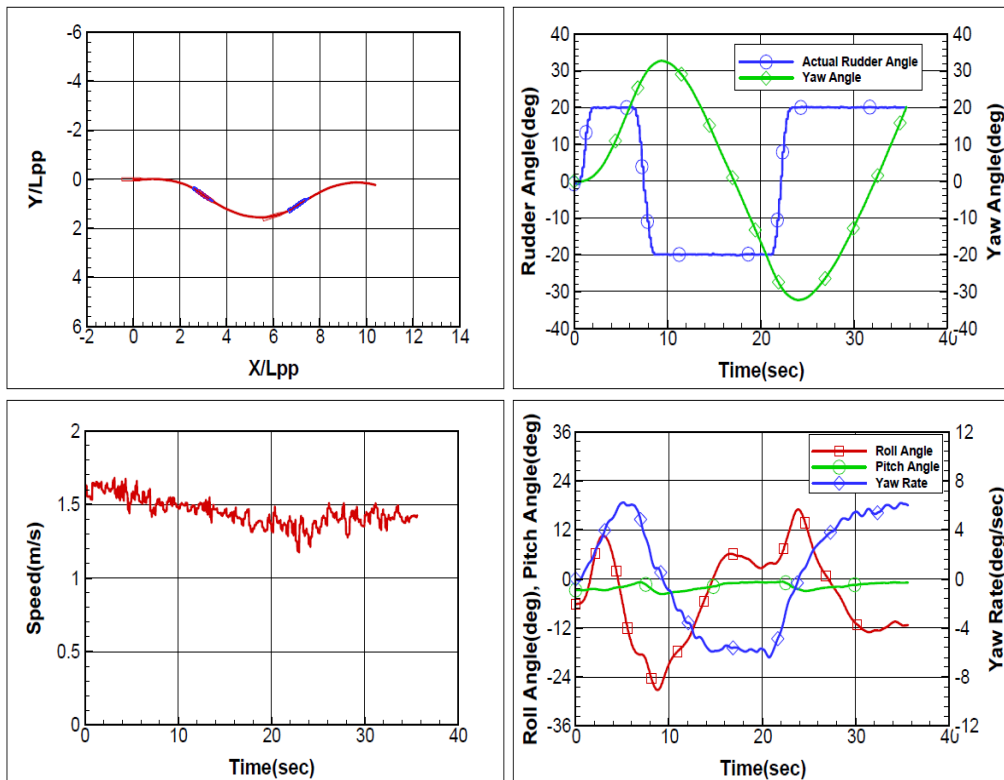 -6
-4
-2
0
2
4
6
Y/Lpp
-2 0 2 4 6 8 10 12 14
X/Lpp
40
30
20
10
0
-10
-20
-30
-40
Rudder Angle(deg)
Actual Rudder Angle
Yaw Angle
40
30
20
10
0
-10
-20
-30
-40
Yaw Angle(deg)
0 10 20 30 40
Time(sec)
2
1.5
1
0.5
0
Speed(m/s)
0 10 20 30 40
Time(sec)
36
24
12
0
-12
-24
-36
Roll Angle(deg), Pitch Angle(deg)
Roll Angle
Pitch Angle
Yaw Rate
12
8
4
0
-4
-8
-12
Yaw Rate(deg/sec)
0 10 20 30 40
Time(sec)